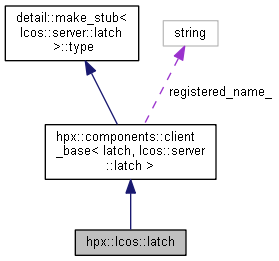 detail::make_stub<
lcos::server::latch
>::type
string
registered_name_
hpx::components::client
_base< latch, lcos::server
::latch >
hpx::lcos::latch